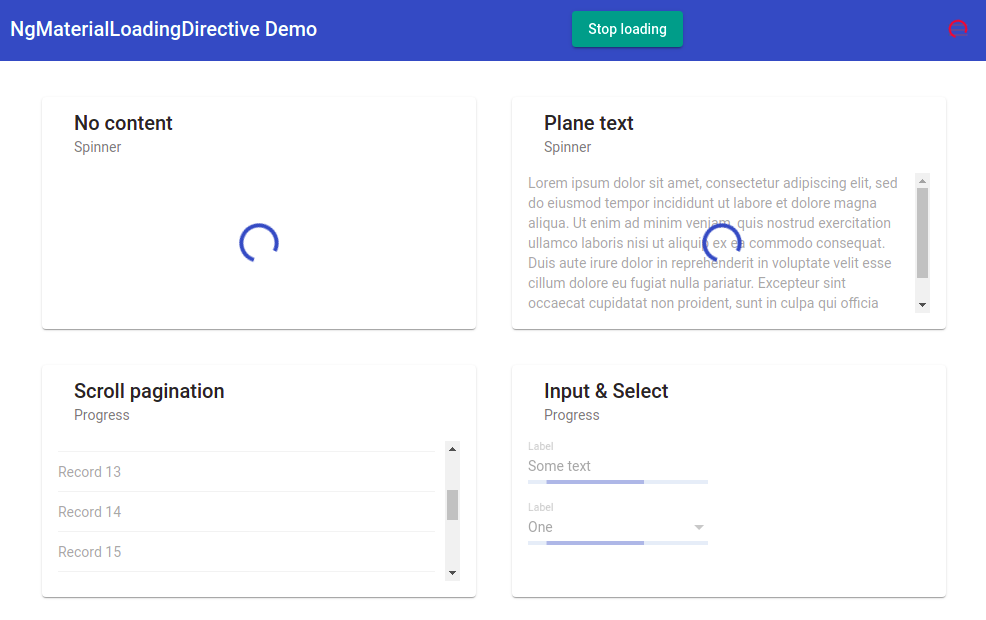 NgMaterialLoadingDirective Demo
Stop loading
No content
Spinner
Plane text
Spinner
Lorem ipsum dolor sit amet, consectetur adipiscing elit, sed
do eiusmod tempor incididunt ut labore et dolore magna
aliqua. Ut enim ad minim veniam, quis nostrud exercitation
ullamco laboris nisi ut aliquip ex ea commodo consequat.
Duis aute irure dolor in reprehenderit in voluptate velit esse
cillum dolore eu fugiat nulla pariatur. Excepteur sint
occaecat cupidatat non proident, sunt in culpa qui officia
Scroll pagination
Progress
Record 13
Record 14
Record 15
Input & Select
Progress
Label
Some text
Label
One